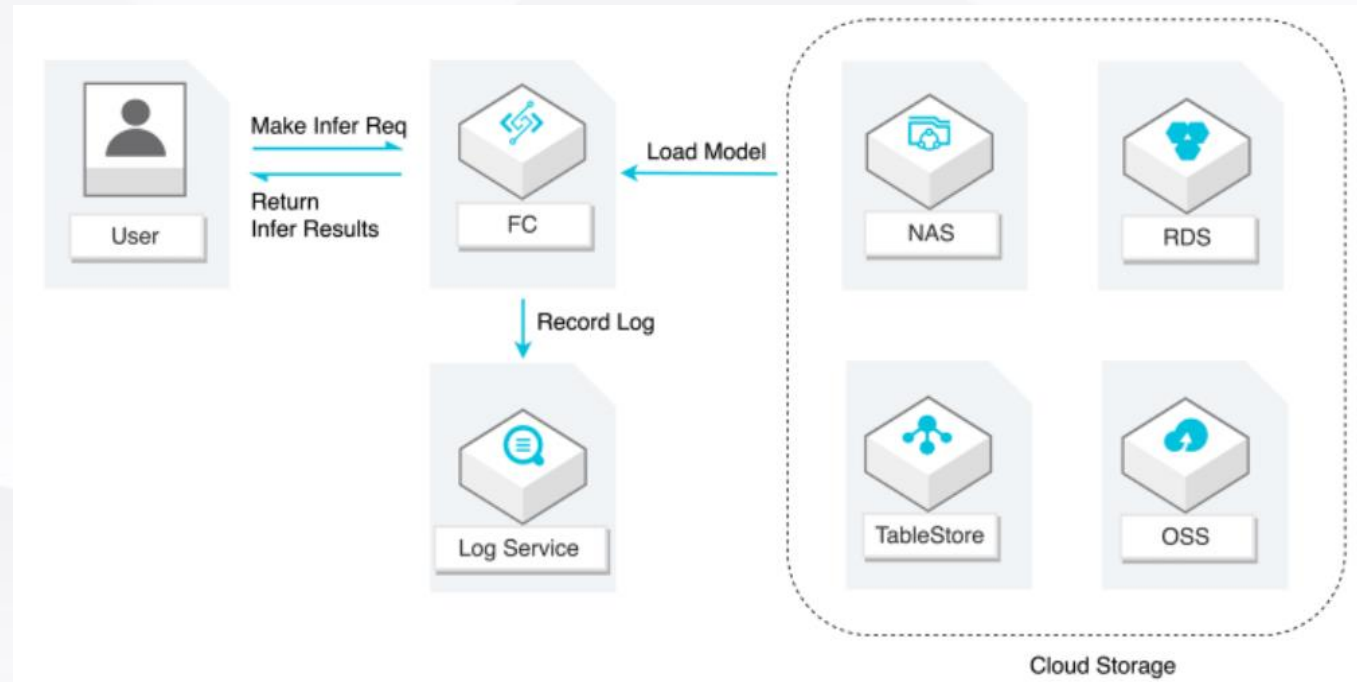 Make Infer Req
Return
Infer Results
User
FC
Load Model
Record Log
Log Service
NAS
RDS
TableStore
OSS
Cloud Storage